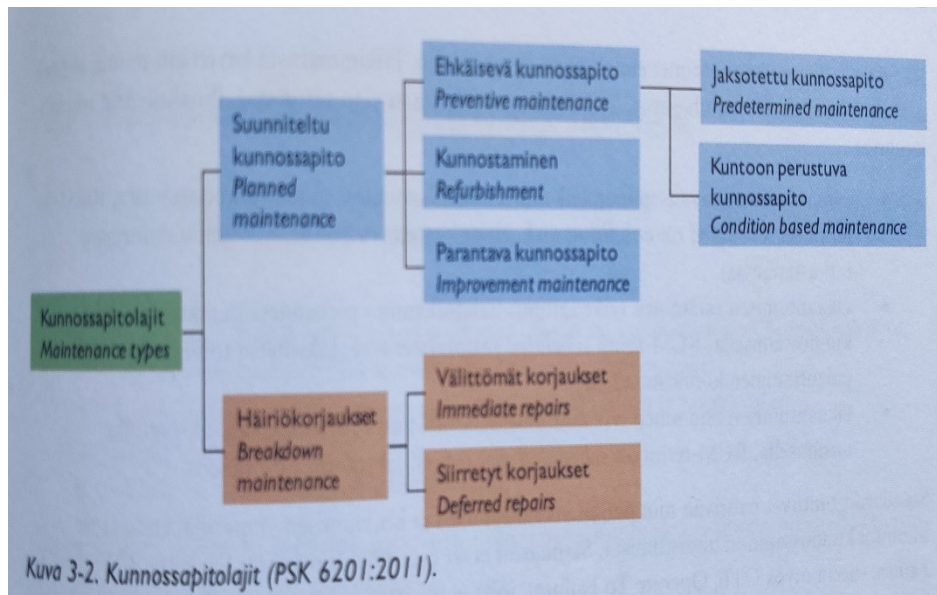 Kunnossapitolajit
Maintenance types
Suunniteltu
kunnossapito
Planned
maintenance
Ehkäisevä kunnossapito
Preventive maintenance
Jaksotettu kunnossapito
Predetermined maintenance
Kuntoon perustuva
kunnossapito
Condition based maintenance
Kunnostaminen
Refurbishment
Parantava kunnossapito
Improvement maintenance
Häiriökorjaukset
Breakdown
maintenance
Välittömät korjaukset
Immediate repairs
Siirretyt korjaukset
Deferred repairs
Kuva 3-2. Kunnossapitolajit (PSK 6201:2011).